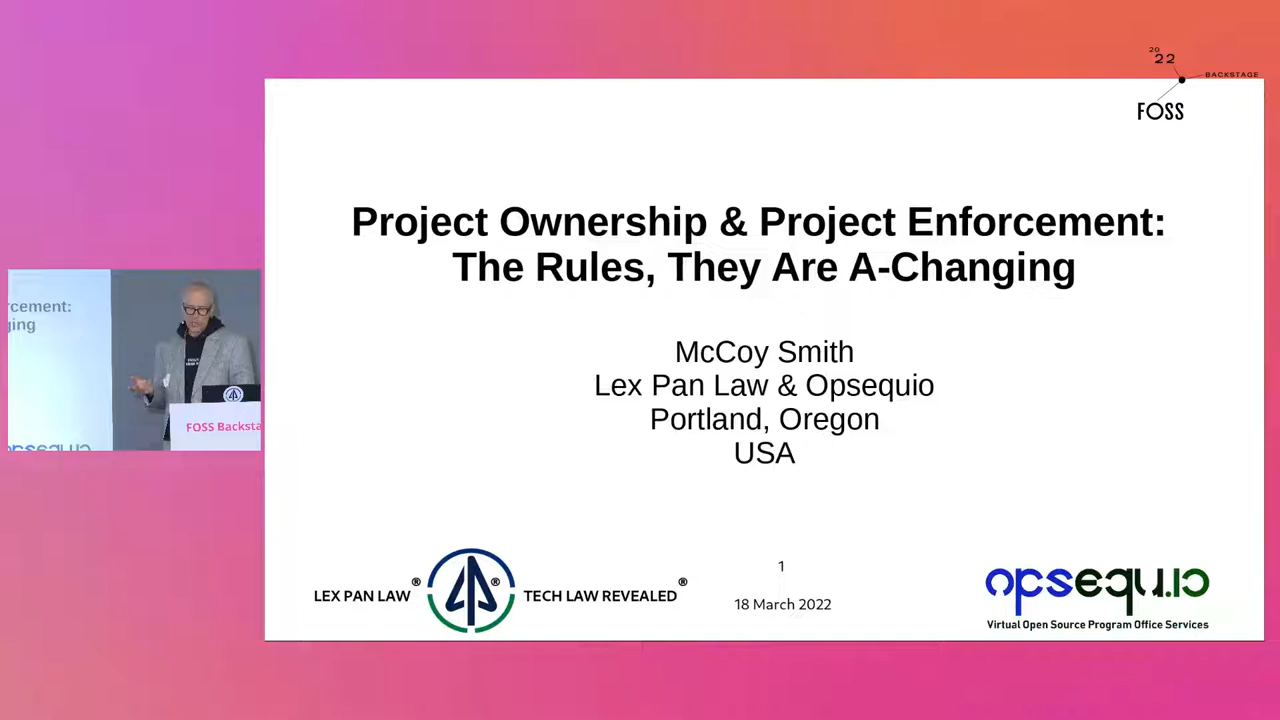 20
22
BACKSTAGE
FOSS
Project Ownership & Project Enforcement:
The Rules, They Are A-Changing
McCoy Smith
Lex Pan Law & Opsequio
Portland, Oregon
USA
rcement:
ging
FOSS Backsta
LEX PAN LAW® ® TECH LAW REVEALED®
1
18 March 2022
opsequ.io
Virtual Open Source Program Office Services